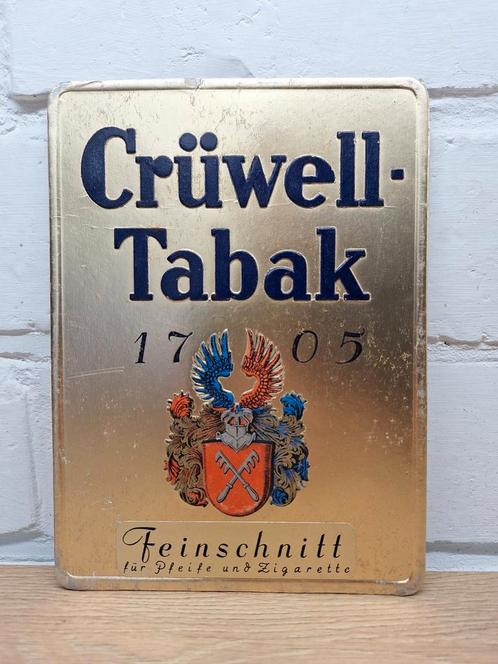 Crüwell-
Tabak
1705
Feinschnitt
für Pfeife und Zigarette